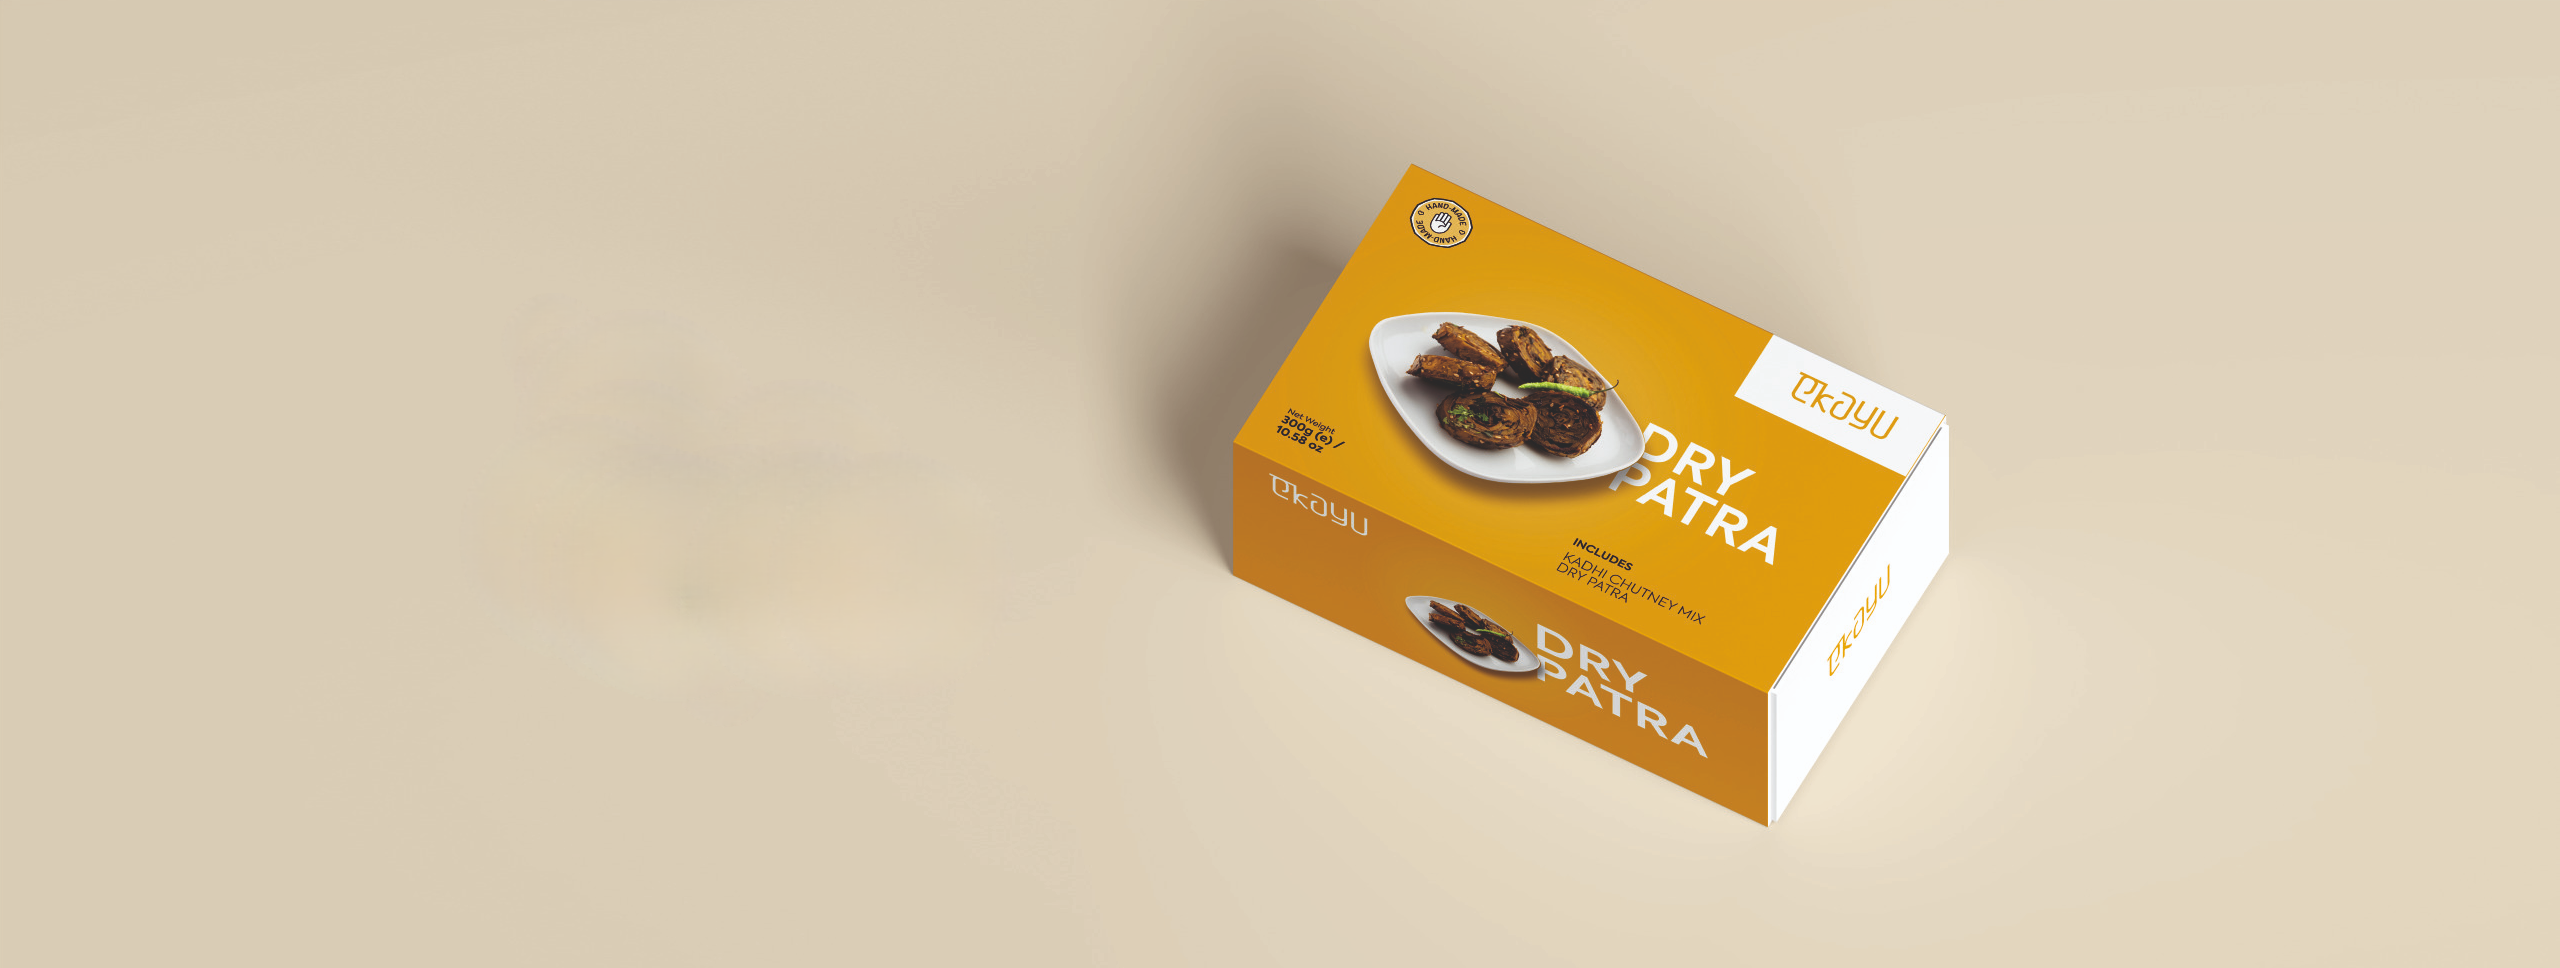 HAND-MADE
HAND-MADE
ekayu
DRY
PATRA
Net Weight
300g (e) /
10.58 oz
INCLUDES
KADHI CHUTNEY MIX
DRY PATRA
ekayu
DRY
PATRA
ekayu